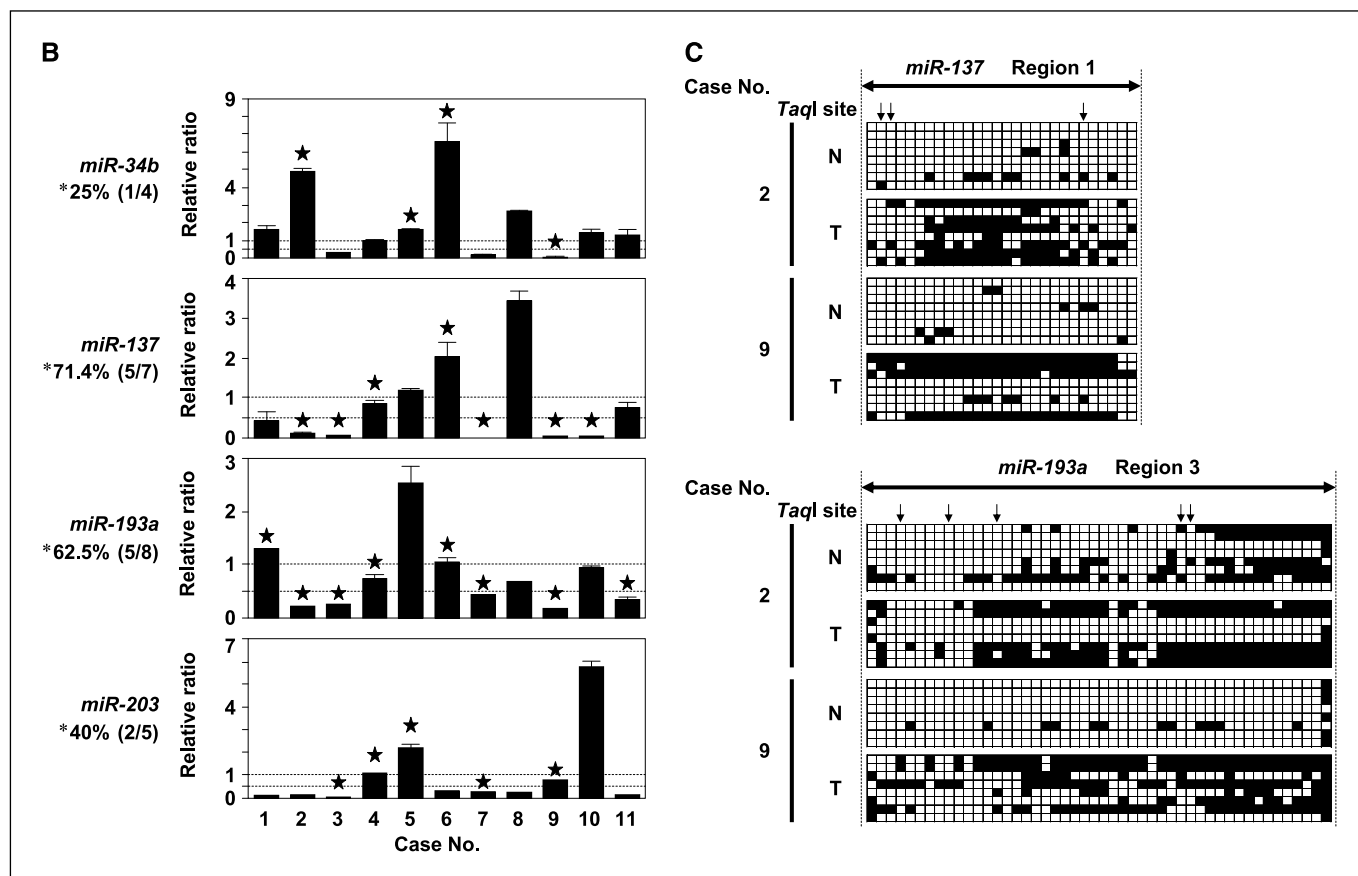 B
miR-34b
*25% (1/4)
Relative ratio
9
4
1
0
miR-137
*71.4% (5/7)
Relative ratio
4
3
2
1
0
miR-193a
*62.5% (5/8)
Relative ratio
3
2
1
0
miR-203
*40% (2/5)
Relative ratio
7
4
1
0
1 2 3 4 5 6 7 8 9 10 11
Case No.
C
miR-137 Region 1
Case No.
TaqI site
2
N
T
9
N
T
miR-193a Region 3
Case No.
TaqI site
2
N
T
9
N
T